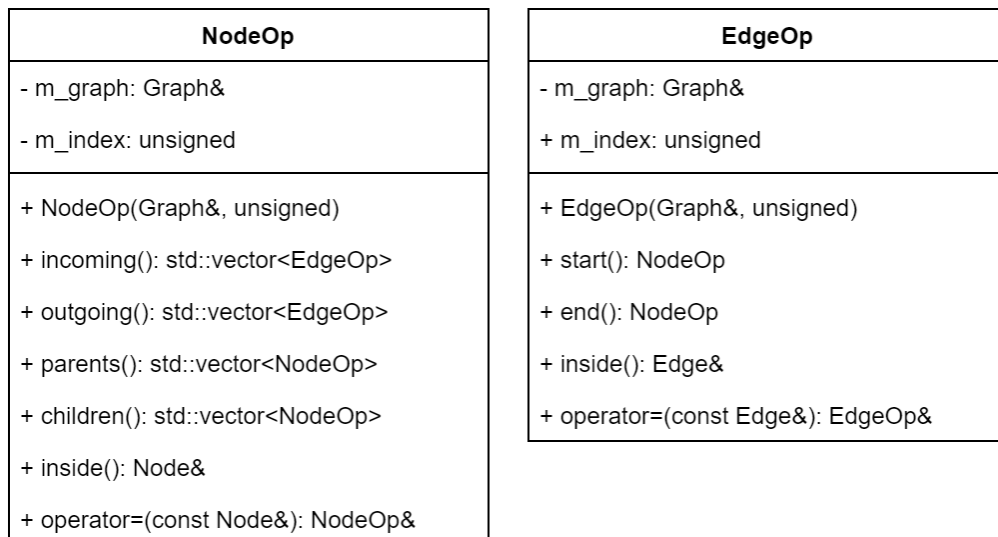 NodeOp
- m_graph: Graph&
- m_index: unsigned
+ NodeOp(Graph&, unsigned)
+ incoming(): std::vector<EdgeOp>
+ outgoing(): std::vector<EdgeOp>
+ parents(): std::vector<NodeOp>
+ children(): std::vector<NodeOp>
+ inside(): Node&
+ operator=(const Node&): NodeOp&
EdgeOp
- m_graph: Graph&
+ m_index: unsigned
+ EdgeOp(Graph&, unsigned)
+ start(): NodeOp
+ end(): NodeOp
+ inside(): Edge&
+ operator=(const Edge&): EdgeOp&